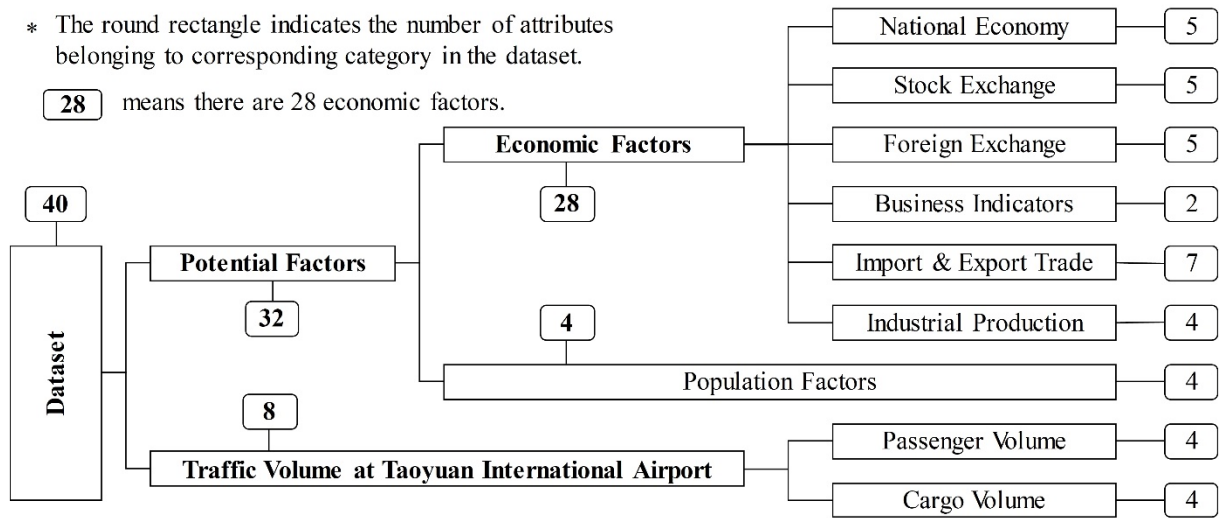 * The round rectangle indicates the number of attributes
belonging to corresponding category in the dataset.
28 means there are 28 economic factors.
National Economy 5
Stock Exchange 5
Economic Factors
28
Foreign Exchange 5
40
Business Indicators 2
Potential Factors
32
Import & Export Trade 7
4
Industrial Production 4
Dataset
Population Factors 4
8
Passenger Volume 4
Traffic Volume at Taoyuan International Airport
Cargo Volume 4